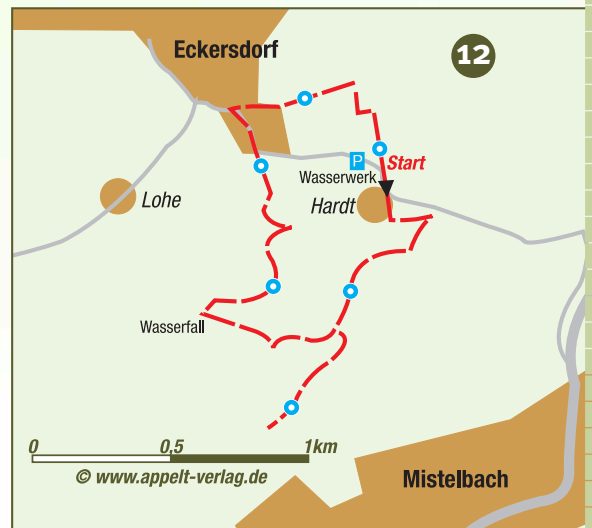 Eckersdorf
12
P
Start
Wasserwerk
Lohe
Hardt
Wasserfall
0 0,5 1km
© www.appelt-verlag.de
Mistelbach